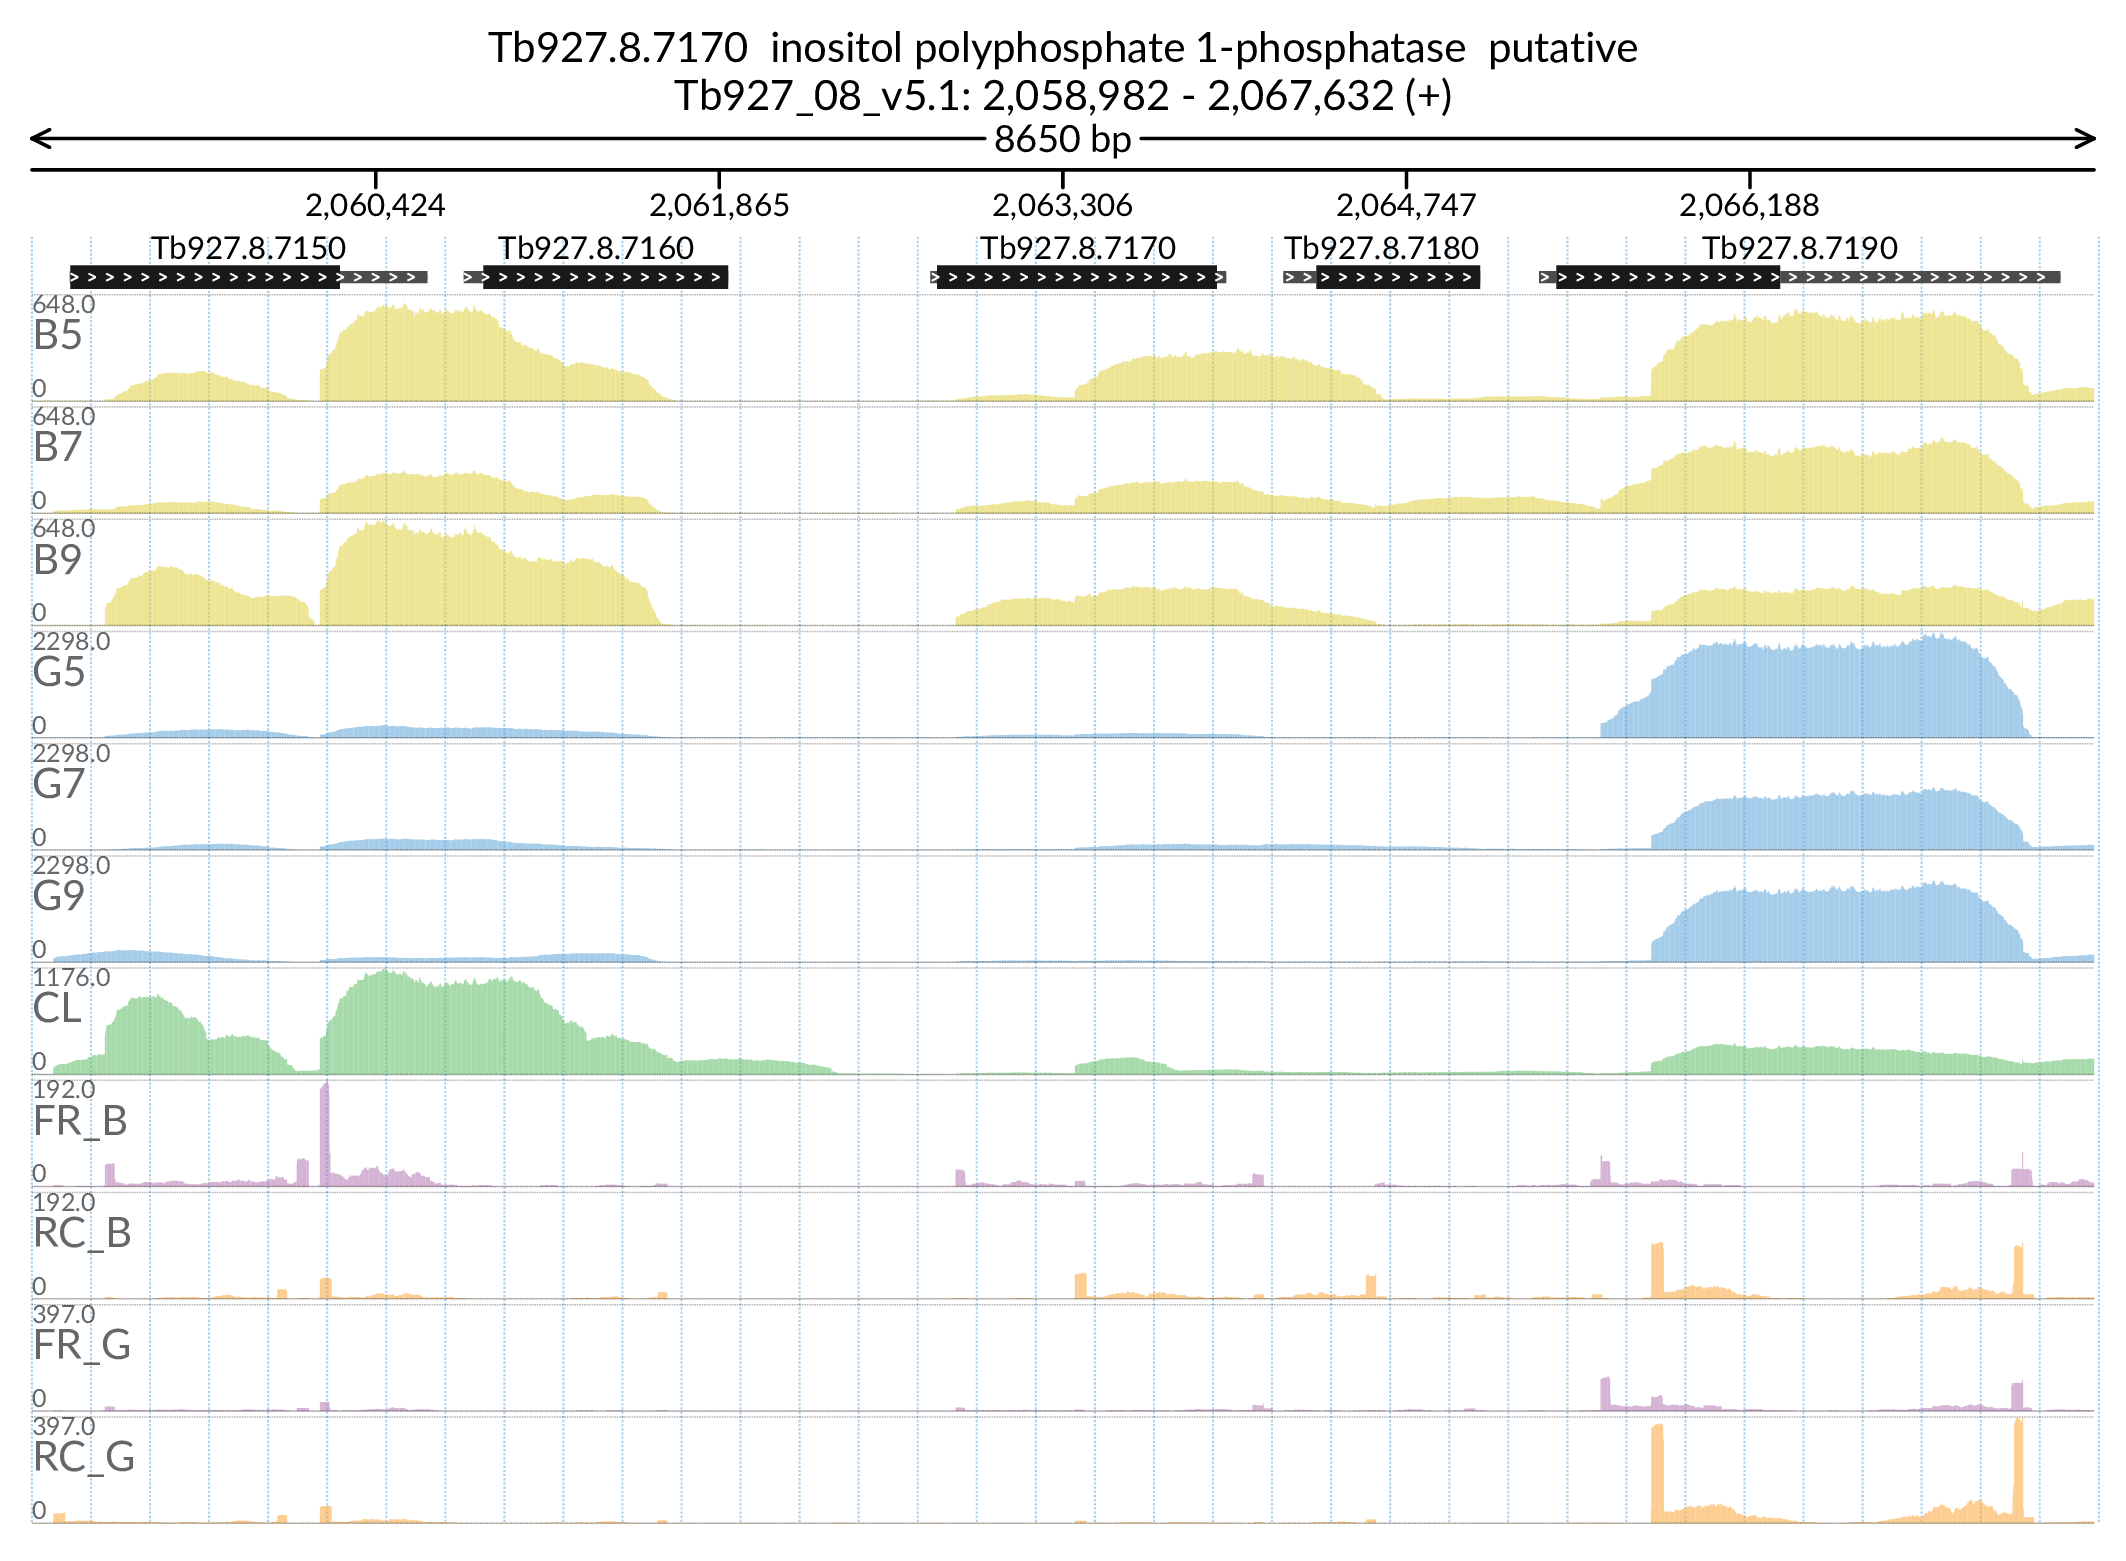 Tb927.8.7170  inositol polyphosphate 1-phosphatase  putative
Tb927_08_v5.1: 2,058,982 - 2,067,632 (+)
8650 bp
2,060,424 2,061,865 2,063,306 2,064,747 2,066,188
Tb927.8.7150 Tb927.8.7160 Tb927.8.7170 Tb927.8.7180 Tb927.8.7190
648.0
B5
0
648.0
B7
0
648.0
B9
0
2298.0
G5
0
2298.0
G7
0
2298.0
G9
0
1176.0
CL
0
192.0
FR_B
0
192.0
RC_B
0
397.0
FR_G
0
397.0
RC_G
0